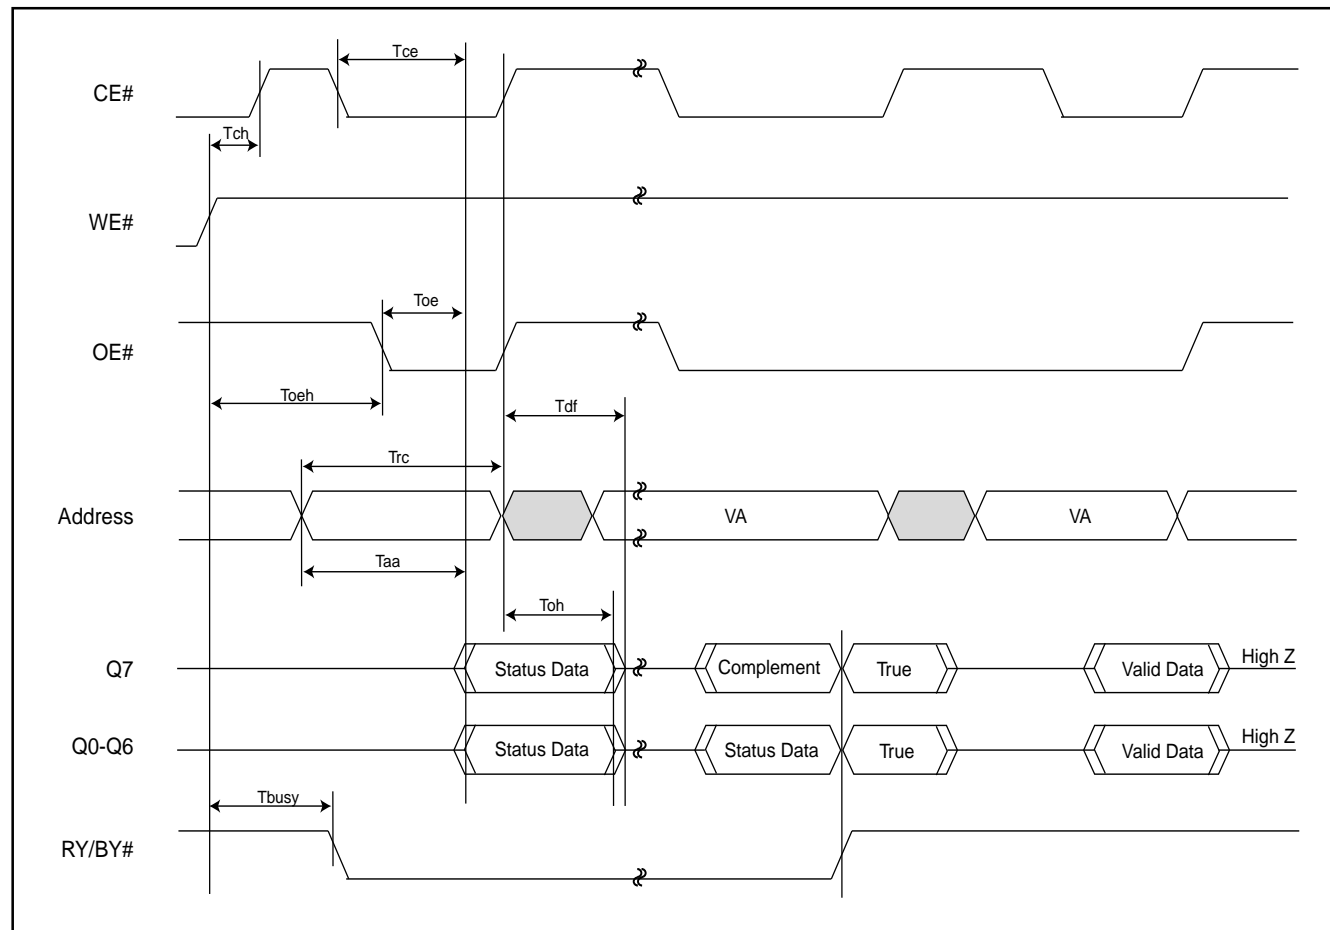 Tce
CE#
Tch
WE#
Toe
OE#
Toeh
Tdf
Trc
Address
VA
VA
Taa
Toh
Q7
Status Data
Complement
True
Valid Data
High Z
Q0-Q6
Status Data
Status Data
True
Valid Data
High Z
Tbusy
RY/BY#